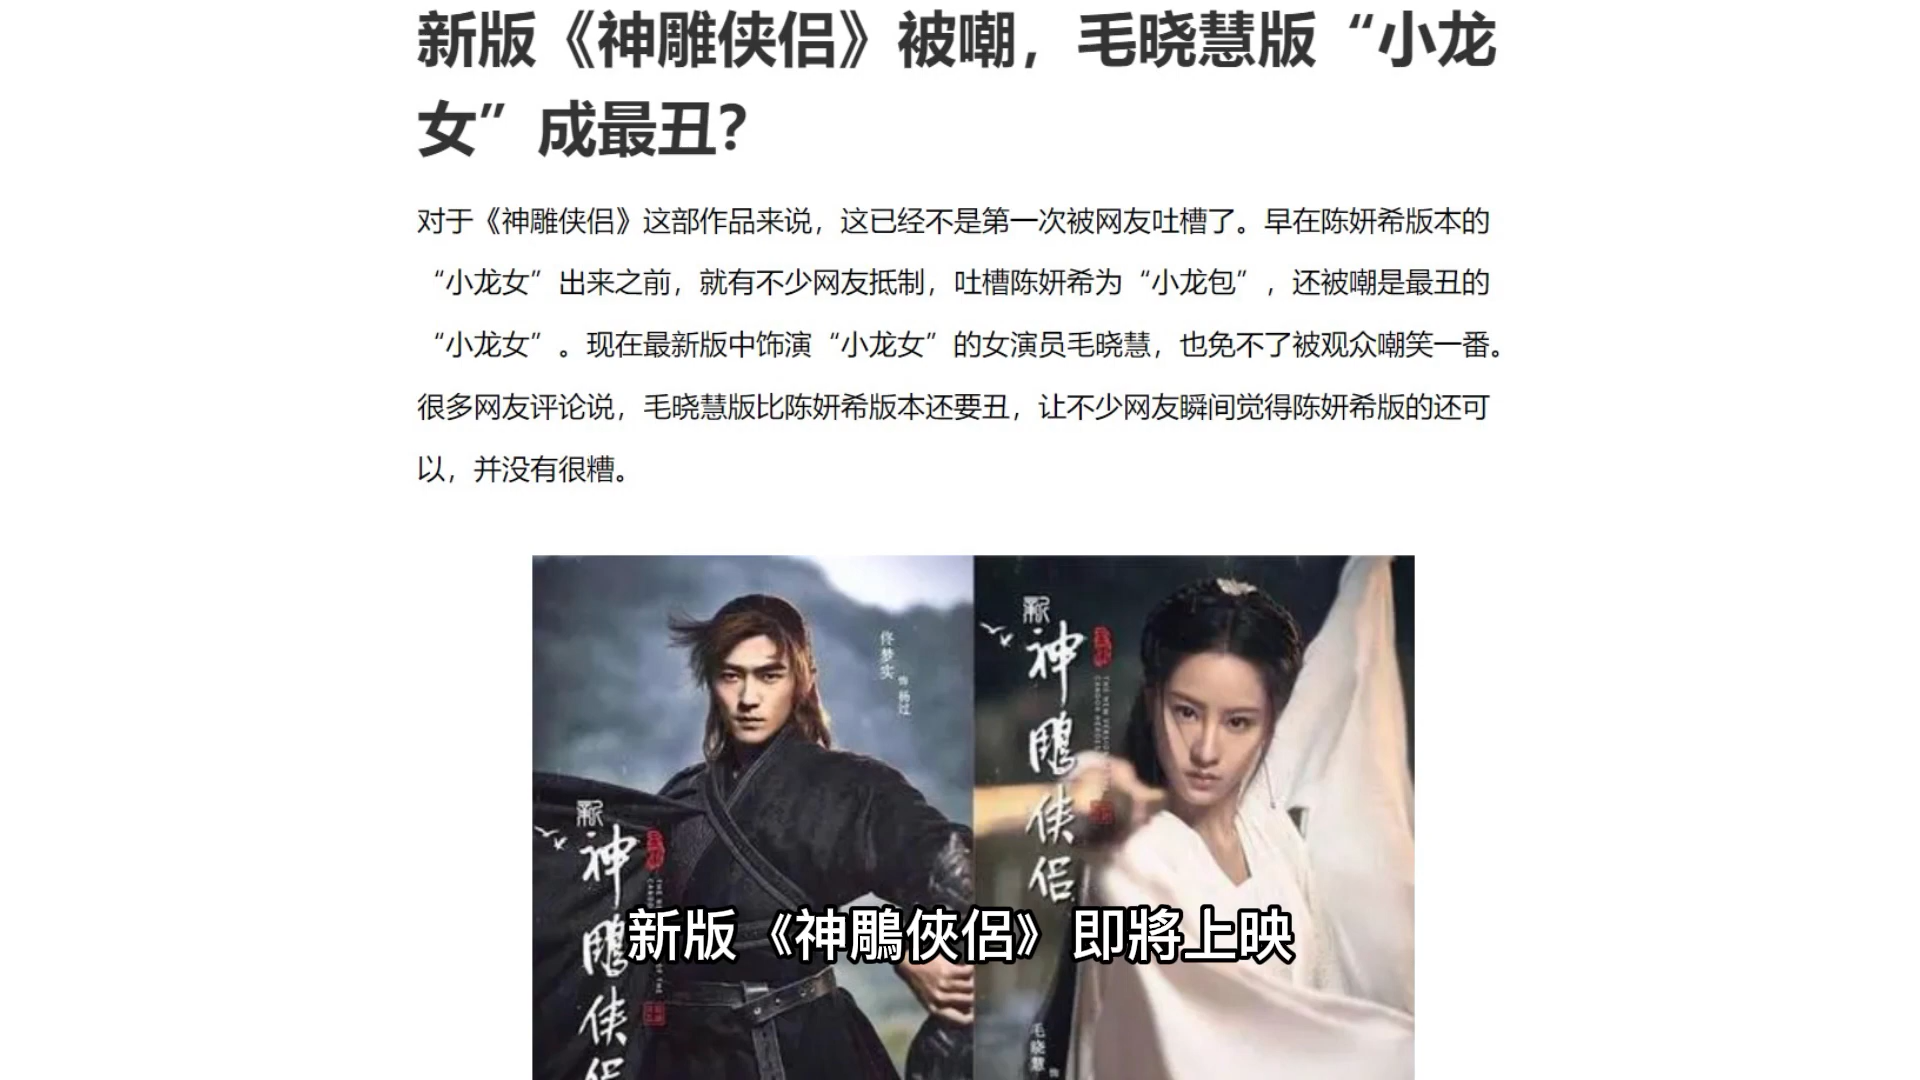 新版《神雕侠侣》被嘲，毛晓慧版“小龙
女”成最丑？
对于《神雕侠侣》这部作品来说，这已经不是第一次被网友吐槽了。早在陈妍希版本的
“小龙女”出来之前，就有不少网友抵制，吐槽陈妍希为“小龙包”，还被嘲是最丑的
“小龙女”。现在最新版中饰演“小龙女”的女演员毛晓慧，也免不了被观众嘲笑一番。
很多网友评论说，毛晓慧版比陈妍希版本还要丑，让不少网友瞬间觉得陈妍希版的还可
以，并没有很糟。
佟梦实
饰 杨过
新
神鵰侠侣
新
神鵰侠侣
毛晓慧
饰
新版《神鵰俠侶》即將上映